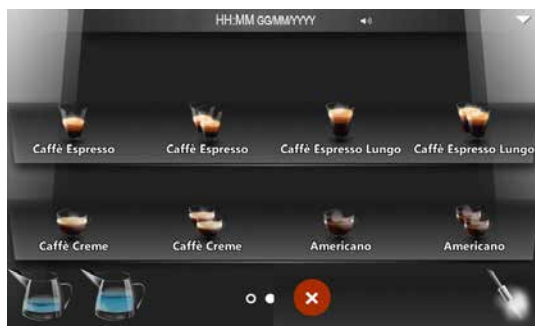 HH:MM GG/MM/YYYY
Caffè Espresso Caffè Espresso Caffè Espresso Lungo Caffè Espresso Lungo
Caffè Creme Caffè Creme Americano Americano